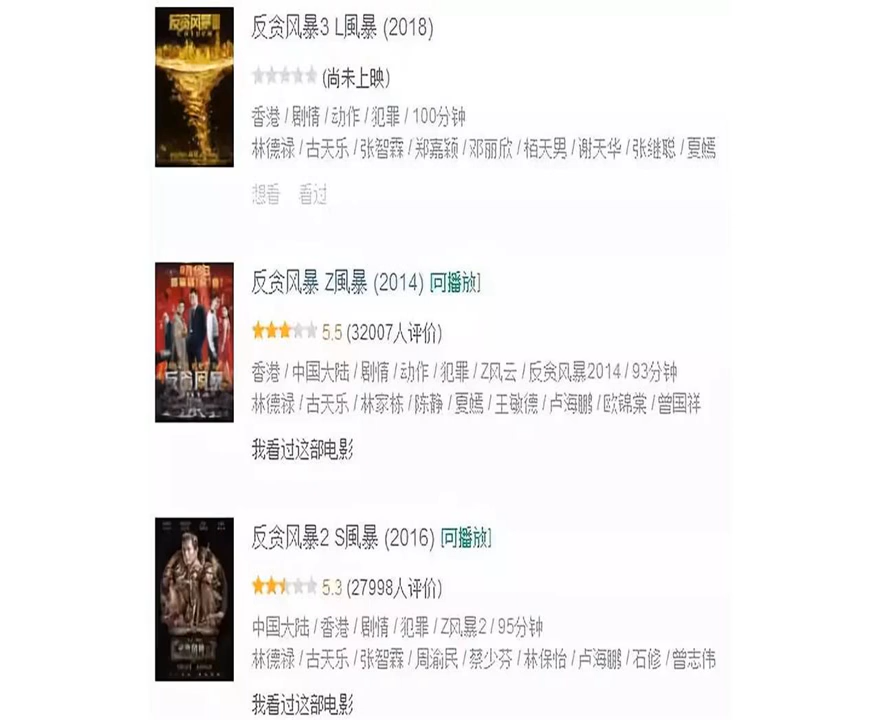 反贪风暴3 L風暴 (2018)
(尚未上映)
香港 / 剧情 / 动作 / 犯罪 / 100分钟
林德禄 / 古天乐 / 张智霖 / 郑嘉颖 / 邓丽欣 / 栢天男 / 谢天华 / 张继聪 / 夏嫣
想看 看过
反贪风暴 Z風暴 (2014) [可播放]
5.5 (32007人评价)
香港 / 中国大陆 / 剧情 / 动作 / 犯罪 / Z风云 / 反贪风暴2014 / 93分钟
林德禄 / 古天乐 / 林家栋 / 陈静 / 夏嫣 / 王敏德 / 卢海鹏 / 欧锦棠 / 曾国祥
反贪風暴
我看过这部电影
反贪风暴2 S風暴 (2016) [可播放]
5.3 (27998人评价)
中国大陆 / 香港 / 剧情 / 犯罪 / Z风暴2 / 95分钟
林德禄 / 古天乐 / 张智霖 / 周渝民 / 蔡少芬 / 林保怡 / 卢海鹏 / 石修 / 曾志伟
我看过这部电影